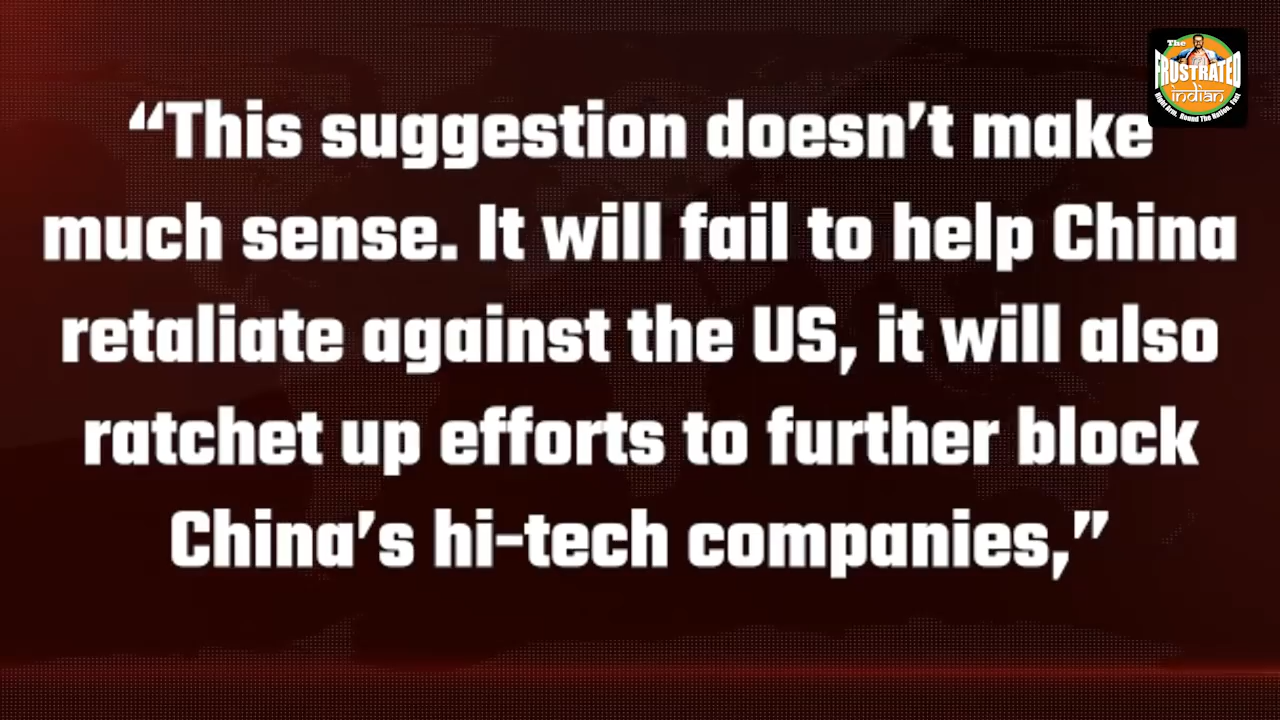 The
FRUSTRATED
indian
“This suggestion doesn’t make
much sense. It will fail to help China
retaliate against the US, it will also
ratchet up efforts to further block
China’s hi-tech companies,”